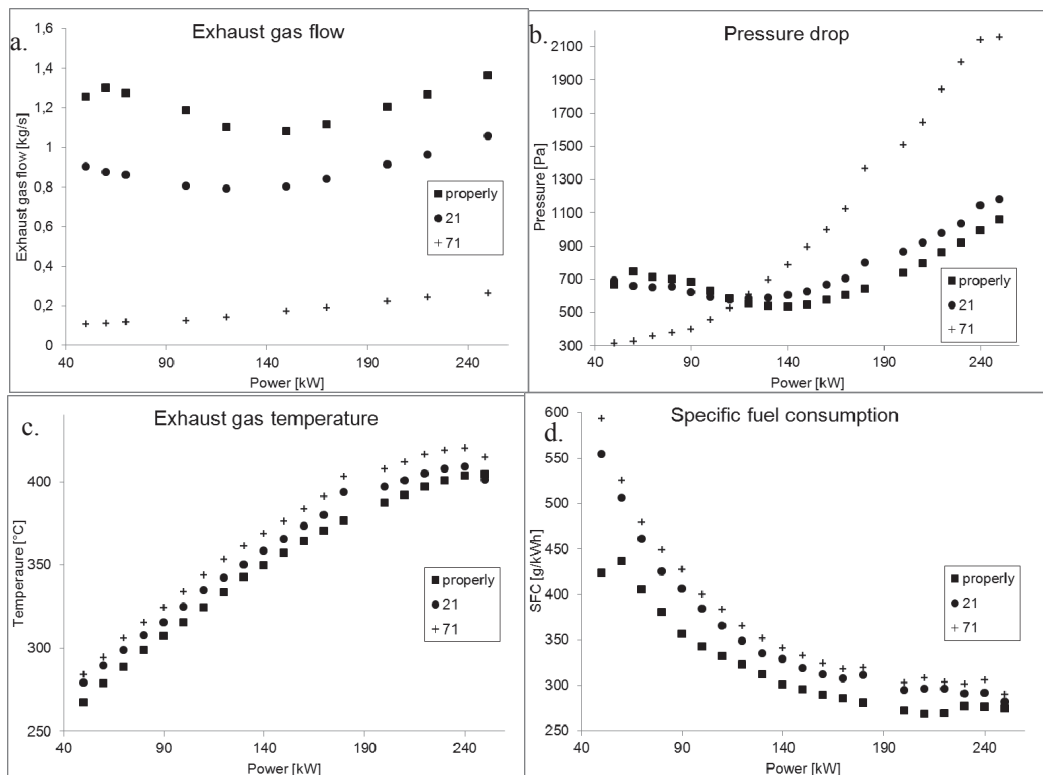 a.
Exhaust gas flow
1,6
1,4
1,2
1
0,8
0,6
0,4
0,2
0
Exhaust gas flow [kg/s]
40
90
140
190
240
Power [kW]
properly
21
71
b.
Pressure drop
2100
1900
1700
1500
1300
1100
900
700
500
300
Pressure [Pa]
40
90
140
190
240
Power [kW]
properly
21
71
c.
Exhaust gas temperature
400
350
300
250
Temperaure [°C]
40
90
140
190
240
Power [kW]
properly
21
71
d.
Specific fuel consumption
600
550
500
450
400
350
300
250
SFC [g/kWh]
40
90
140
190
240
Power [kW]
properly
21
71